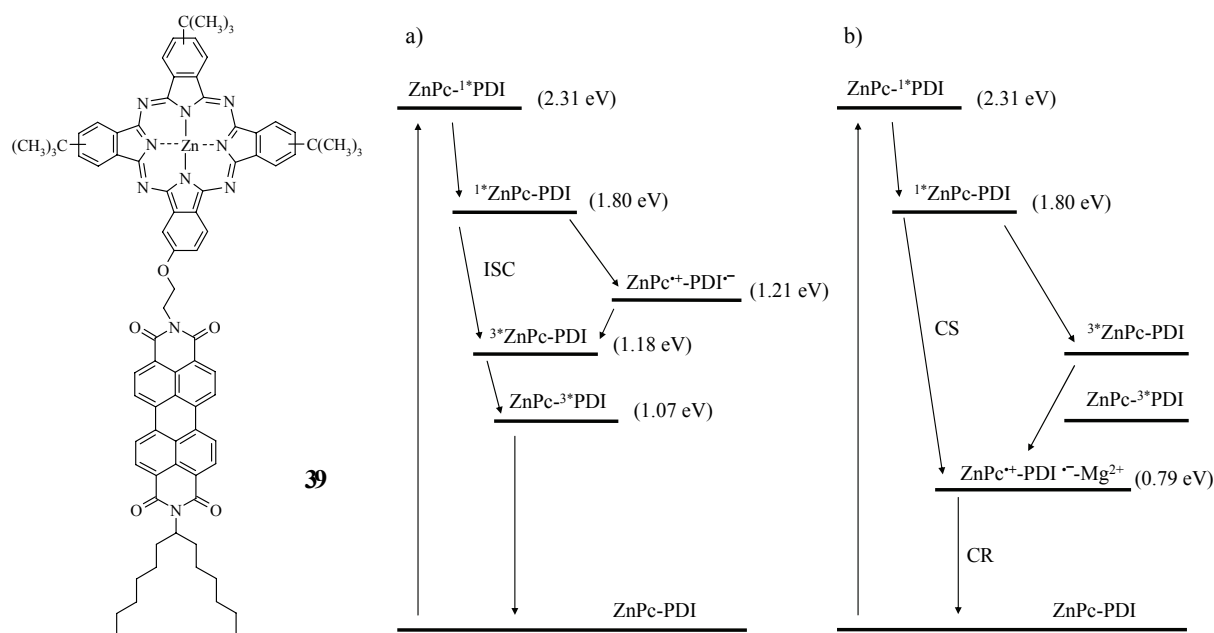 C(CH₃)₃
N N N
(CH₃)₃C N Zn N C(CH₃)₃
N N N
O
O N O
O N O
39
a)
ZnPc-¹*PDI (2.31 eV)
¹*ZnPc-PDI (1.80 eV)
ISC
ZnPc•⁺-PDI•⁻ (1.21 eV)
³*ZnPc-PDI (1.18 eV)
ZnPc-³*PDI (1.07 eV)
ZnPc-PDI
b)
ZnPc-¹*PDI (2.31 eV)
¹*ZnPc-PDI (1.80 eV)
CS
³*ZnPc-PDI
ZnPc-³*PDI
ZnPc•⁺-PDI •⁻-Mg²⁺ (0.79 eV)
CR
ZnPc-PDI